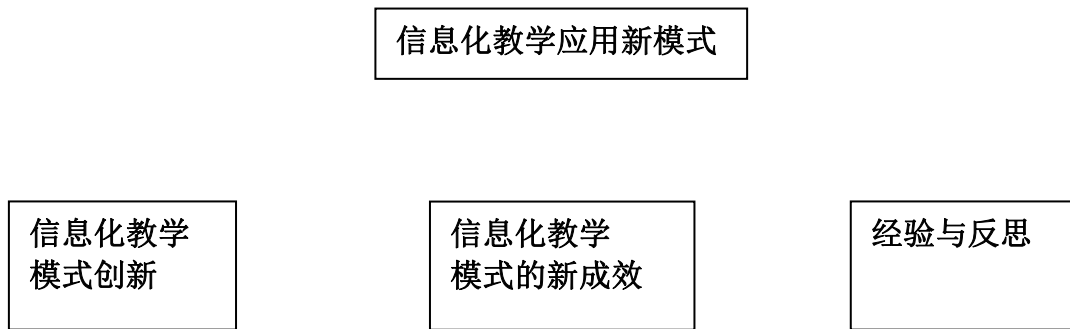 信息化教学应用新模式
信息化教学
模式创新
信息化教学
模式的新成效
经验与反思